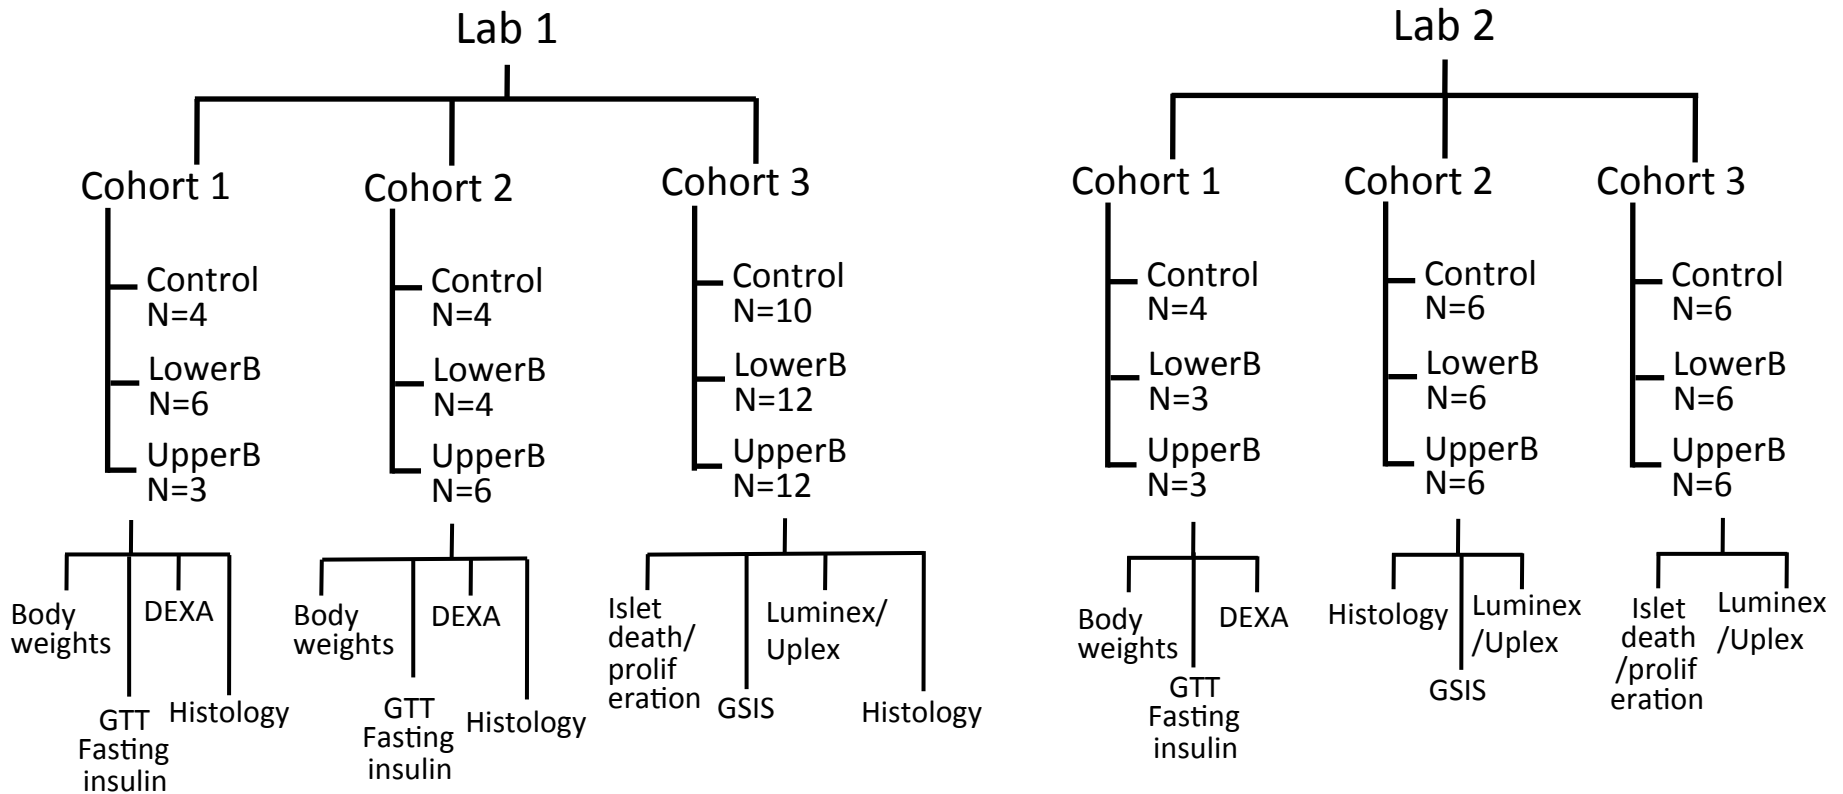 Lab 1
Cohort 1
Control
N=4
LowerB
N=6
UpperB
N=3
Body
weights
GTT
Fasting
insulin
DEXA
Histology
Cohort 2
Control
N=4
LowerB
N=4
UpperB
N=6
Body
weights
GTT
Fasting
insulin
DEXA
Histology
Cohort 3
Control
N=10
LowerB
N=12
UpperB
N=12
Islet
death/
prolif
eration
GSIS
Luminex/
Uplex
Histology
Lab 2
Cohort 1
Control
N=4
LowerB
N=3
UpperB
N=3
Body
weights
GTT
Fasting
insulin
DEXA
Cohort 2
Control
N=6
LowerB
N=6
UpperB
N=6
Histology
GSIS
Luminex
/Uplex
Cohort 3
Control
N=6
LowerB
N=6
UpperB
N=6
Islet
death
/prolif
eration
Luminex
/Uplex